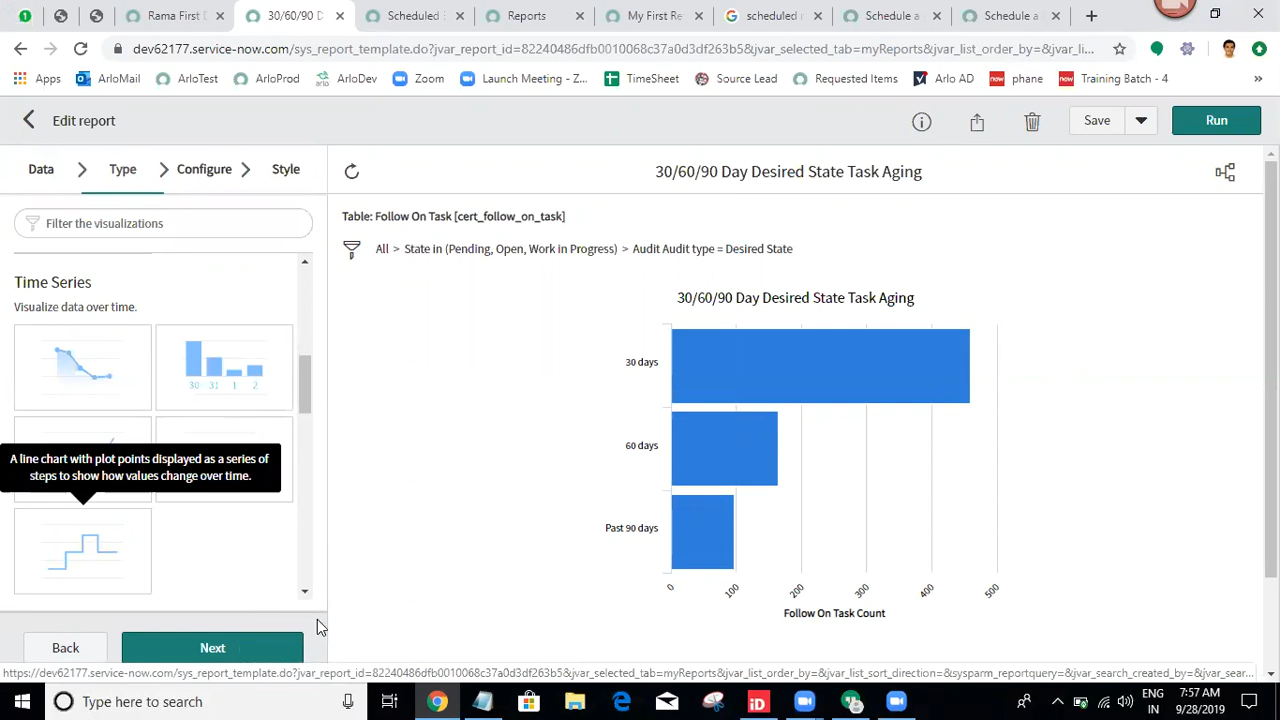 Rama First D
30/60/90 D
Scheduled E
Reports
My First Re
scheduled m
Schedule a
Schedule a
dev62177.service-now.com/sys_report_template.do?jvar_report_id=82240486dfb0010068c37a0d3df263b5&jvar_selected_tab=myReports&jvar_list_order_by=&jvar_li...
Apps
ArloMail
ArloTest
ArloProd
ArloDev
Zoom
Launch Meeting - Z...
TimeSheet
Source Lead
Requested Items
Arlo AD
phane
Training Batch - 4
»
Edit report
Save
Run
Data
Type
Configure
Style
30/60/90 Day Desired State Task Aging
Filter the visualizations
Table: Follow On Task [cert_follow_on_task]
All > State in (Pending, Open, Work in Progress) > Audit Audit type = Desired State
Time Series
Visualize data over time.
30 31 1 2
A line chart with plot points displayed as a series of
steps to show how values change over time.
30/60/90 Day Desired State Task Aging
30 days
60 days
Past 90 days
0 100 200 300 400 500
Follow On Task Count
Back
Next
https://dev62177.service-now.com/sys_report_template.do?jvar_report_id=82240486dfb0010068c37a0d3df263b5&jvar_selected_tab=myReports&jvar_list_order_by=&jvar_list_sort_direction=&sysparm_reportquery=&jvar_search_created_by=&jvar_sear...
Type here to search
ENG
IN
7:57 AM
9/28/2019